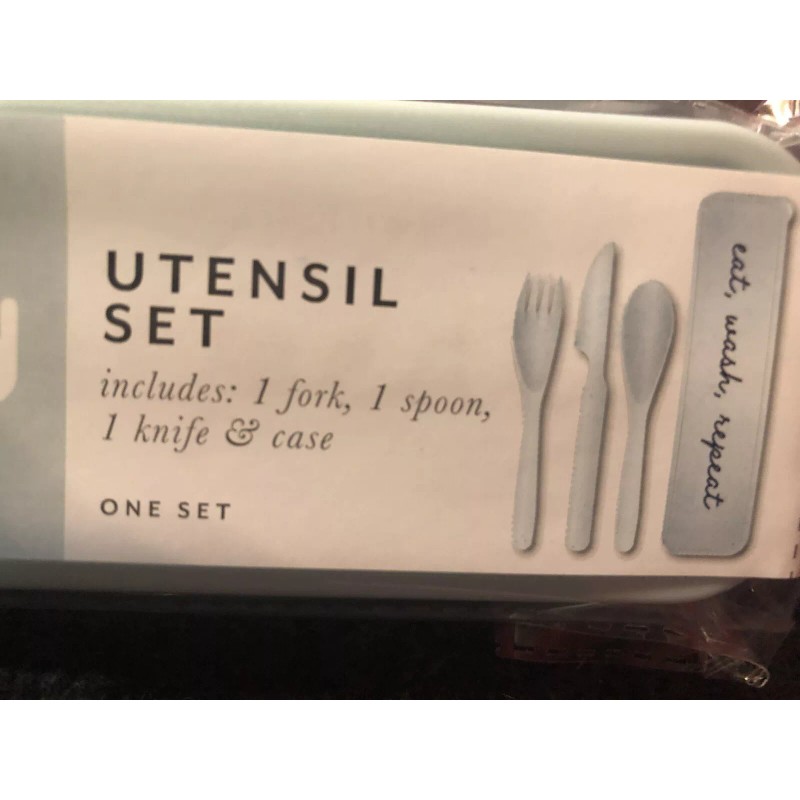 UTENSIL
SET
includes: 1 fork, 1 spoon,
1 knife & case
ONE SET
eat, wash, repeat